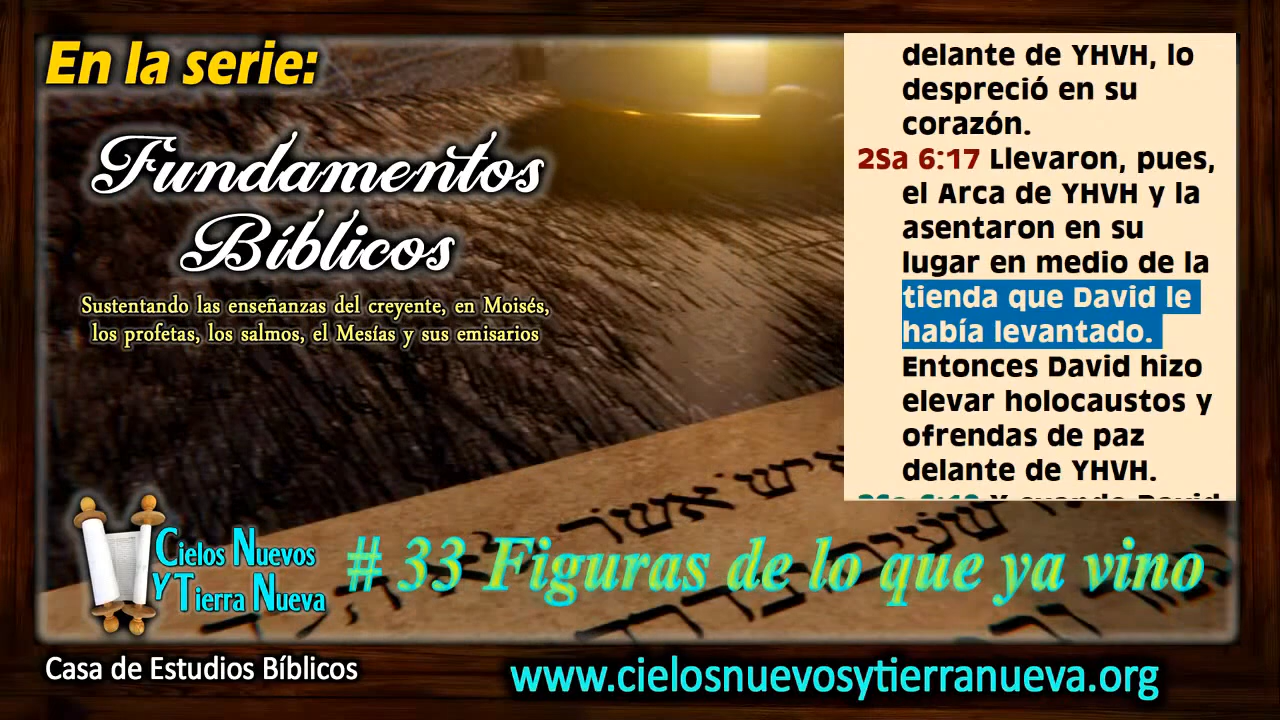 En la serie:
Fundamentos
Bíblicos
Sustentando las enseñanzas del creyente, en Moisés,
los profetas, los salmos, el Mesías y sus emisarios
delante de YHVH, lo
despreció en su
corazón.
2Sa 6:17 Llevaron, pues,
el Arca de YHVH y la
asentaron en su
lugar en medio de la
tienda que David le
había levantado.
Entonces David hizo
elevar holocaustos y
ofrendas de paz
delante de YHVH.
איש אשר
Cielos Nuevos
Y Tierra Nueva
# 33 Figuras de lo que ya vino
Casa de Estudios Bíblicos
www.cielosnuevosytierranueva.org